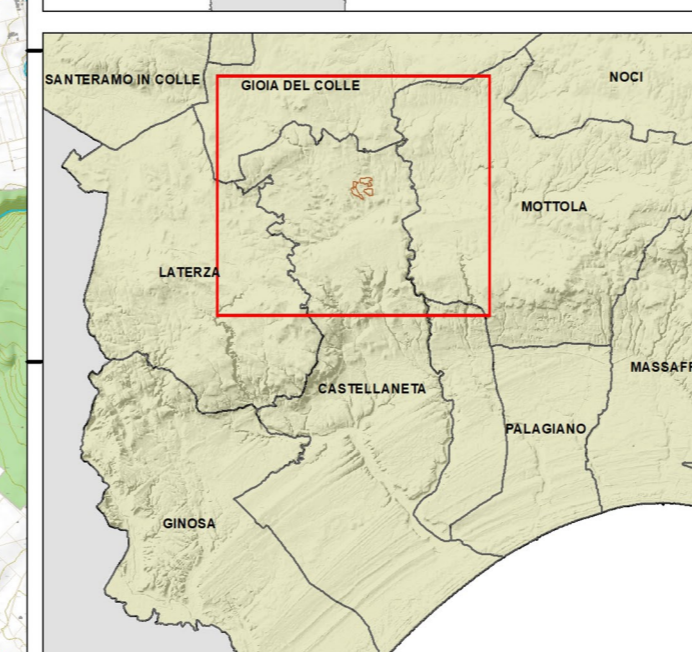 SANTERAMO IN COLLE
GIOIA DEL COLLE
NOCI
MOTTOLA
LATERZA
MASSAFR
CASTELLANETA
PALAGIANO
GINOSA